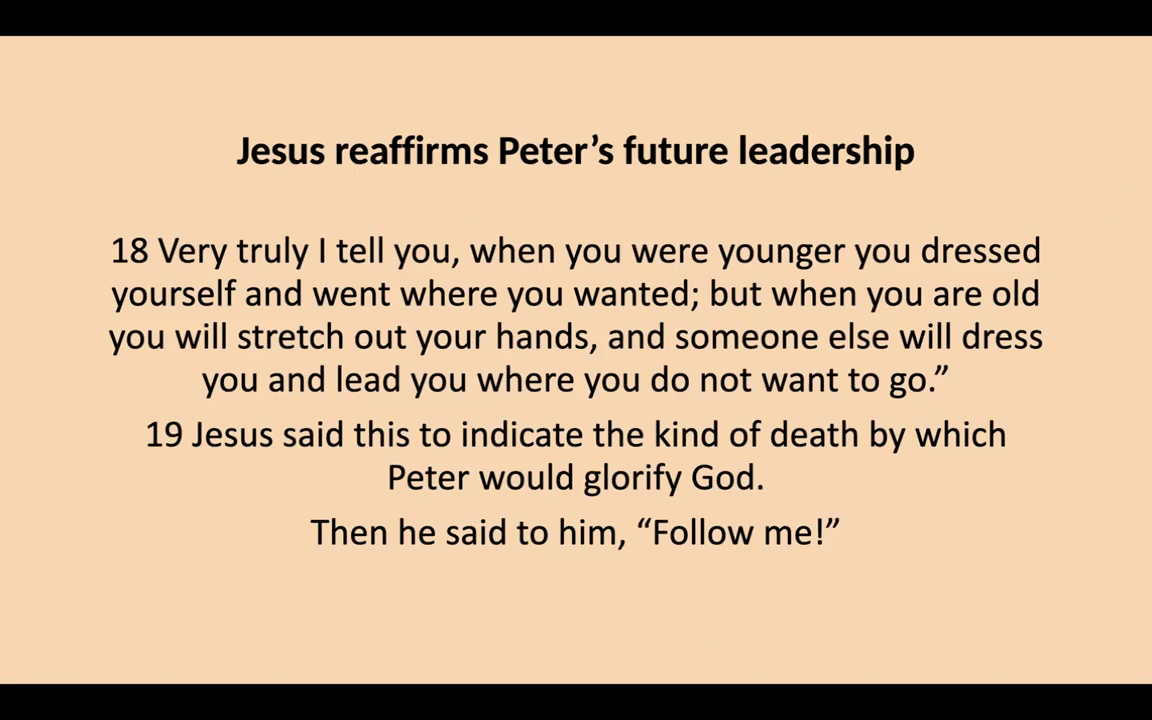 Jesus reaffirms Peter’s future leadership
18 Very truly I tell you, when you were younger you dressed
yourself and went where you wanted; but when you are old
you will stretch out your hands, and someone else will dress
you and lead you where you do not want to go.”
19 Jesus said this to indicate the kind of death by which
Peter would glorify God.
Then he said to him, “Follow me!”